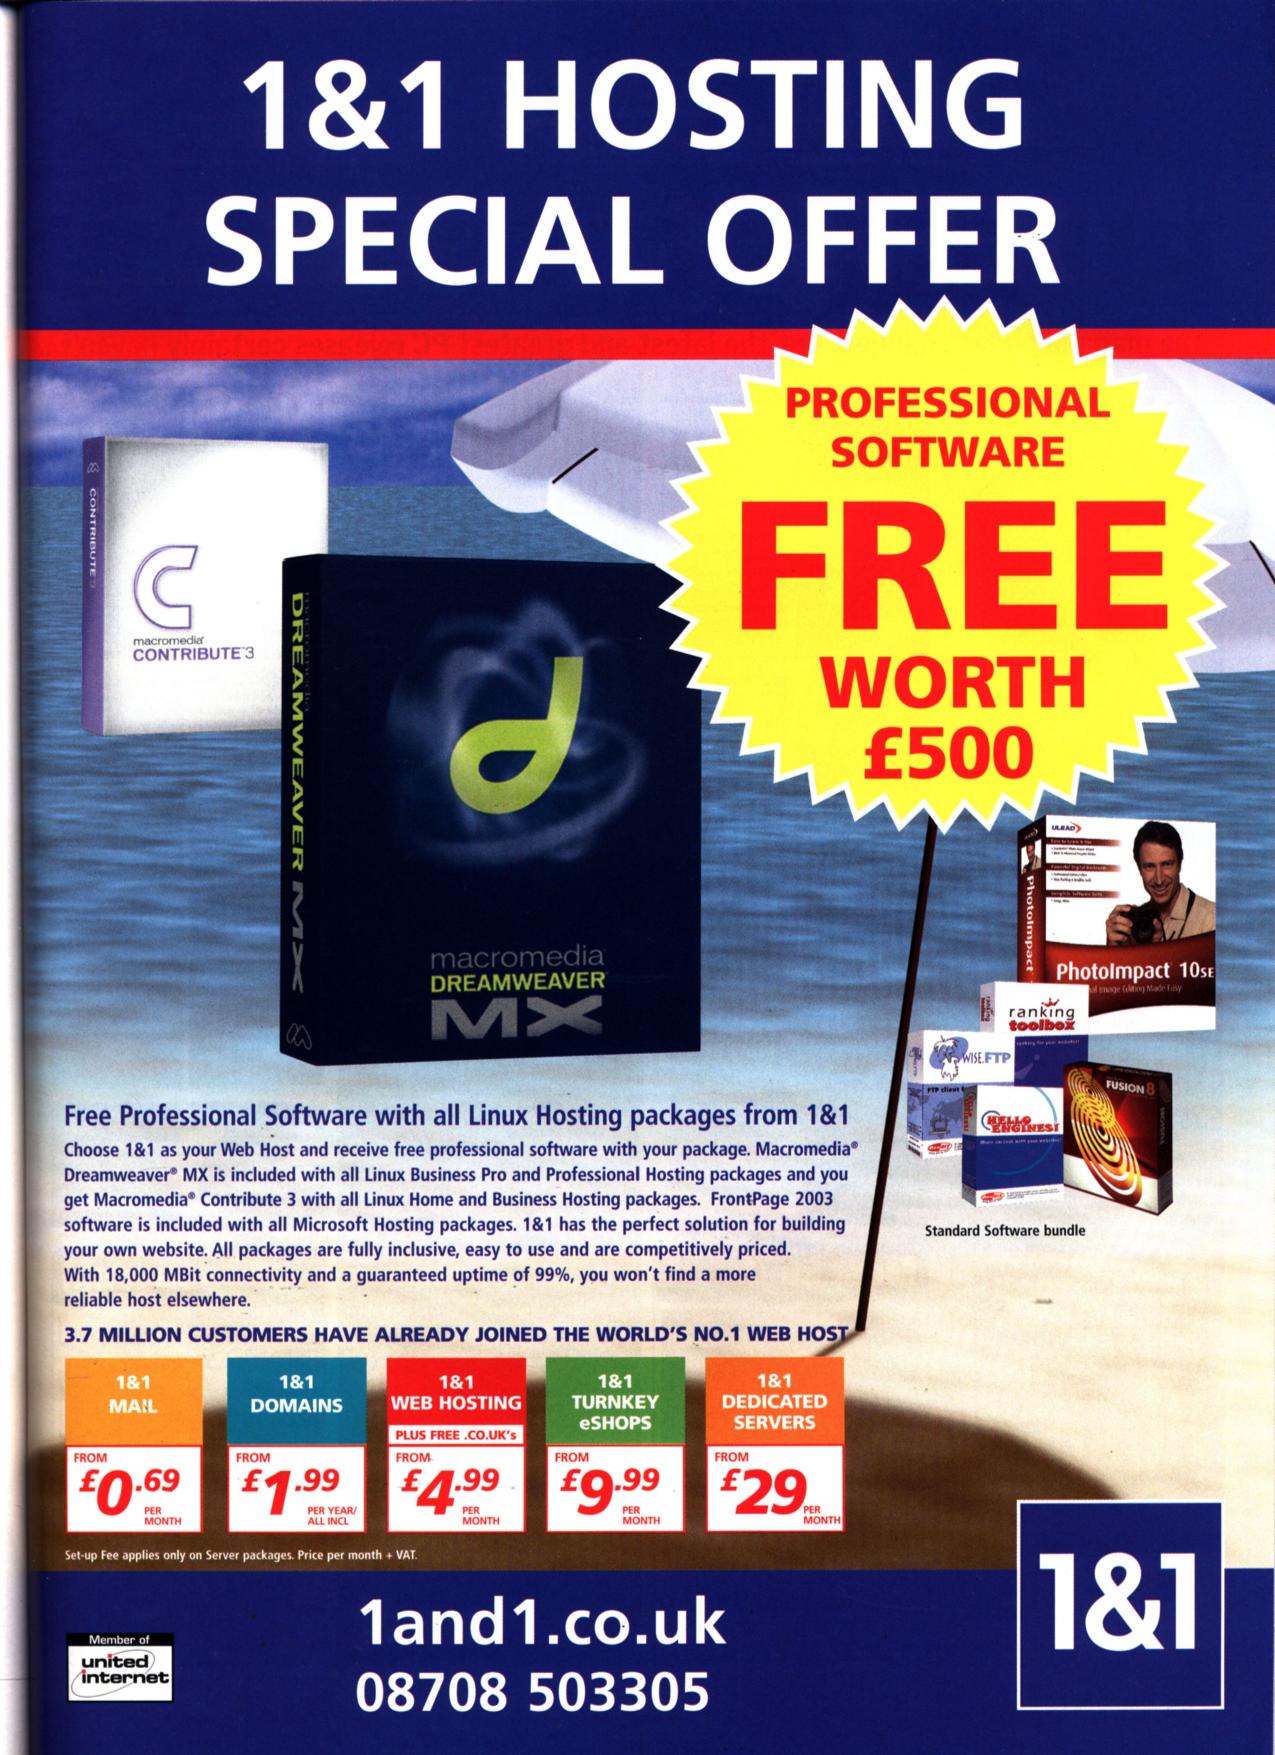 1&1 HOSTING
SPECIAL OFFER
PROFESSIONAL
SOFTWARE
FREE
WORTH
£500
CONTRIBUTE 3
macromedia
CONTRIBUTE 3
macromedia
DREAMWEAVER MX
macromedia
DREAMWEAVER
MX
ULEAD
PhotoImpact
PhotoImpact 10SE
al Image Editing Made Easy
ranking
toolbox
WISE.FTP
FTP client
HELLO
ENGINES!
FUSION 8
Standard Software bundle
Free Professional Software with all Linux Hosting packages from 1&1
Choose 1&1 as your Web Host and receive free professional software with your package. Macromedia®
Dreamweaver® MX is included with all Linux Business Pro and Professional Hosting packages and you
get Macromedia® Contribute 3 with all Linux Home and Business Hosting packages. FrontPage 2003
software is included with all Microsoft Hosting packages. 1&1 has the perfect solution for building
your own website. All packages are fully inclusive, easy to use and are competitively priced.
With 18,000 MBit connectivity and a guaranteed uptime of 99%, you won't find a more
reliable host elsewhere.
3.7 MILLION CUSTOMERS HAVE ALREADY JOINED THE WORLD'S NO.1 WEB HOST
1&1
MAIL
FROM
£0.69
PER
MONTH
1&1
DOMAINS
FROM
£1.99
PER YEAR/
ALL INCL
1&1
WEB HOSTING
PLUS FREE .CO.UK's
FROM
£4.99
PER
MONTH
1&1
TURNKEY
eSHOPS
FROM
£9.99
PER
MONTH
1&1
DEDICATED
SERVERS
FROM
£29
PER
MONTH
Set-up Fee applies only on Server packages. Price per month + VAT.
Member of
united
internet
1and1.co.uk
08708 503305
1&1